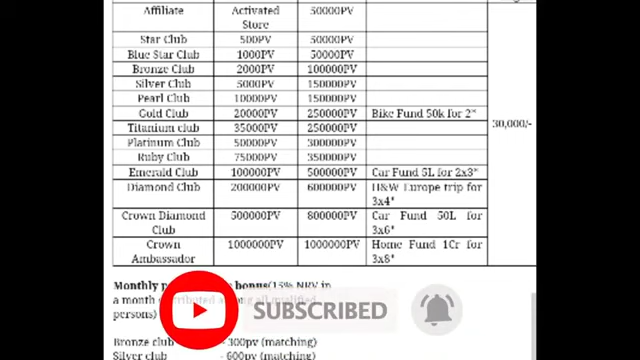 Affiliate Activated Store 50000PV
Star Club 500PV 50000PV
Blue Star Club 1000PV 50000PV
Bronze Club 2000PV 100000PV
Silver Club 5000PV 150000PV
Pearl Club 10000PV 150000PV
Gold Club 20000PV 250000PV Bike Fund 50k for 2*
30,000/-
Titanium club 35000PV 250000PV
Platinum Club 50000PV 300000PV
Ruby Club 75000PV 350000PV
Emerald Club 100000PV 500000PV Car Fund 5L for 2x3*
Diamond Club 200000PV 600000PV H&W Europe trip for 3x4*
Crown Diamond Club 500000PV 800000PV Car Fund 50L for 3x6*
Crown Ambassador 1000000PV 1000000PV Home Fund 1Cr for 3x8*
Monthly bonus(15% NRV in
a month all
persons)
SUBSCRIBED
Bronze club - 300pv (matching)
Silver club - 600pv (matching)